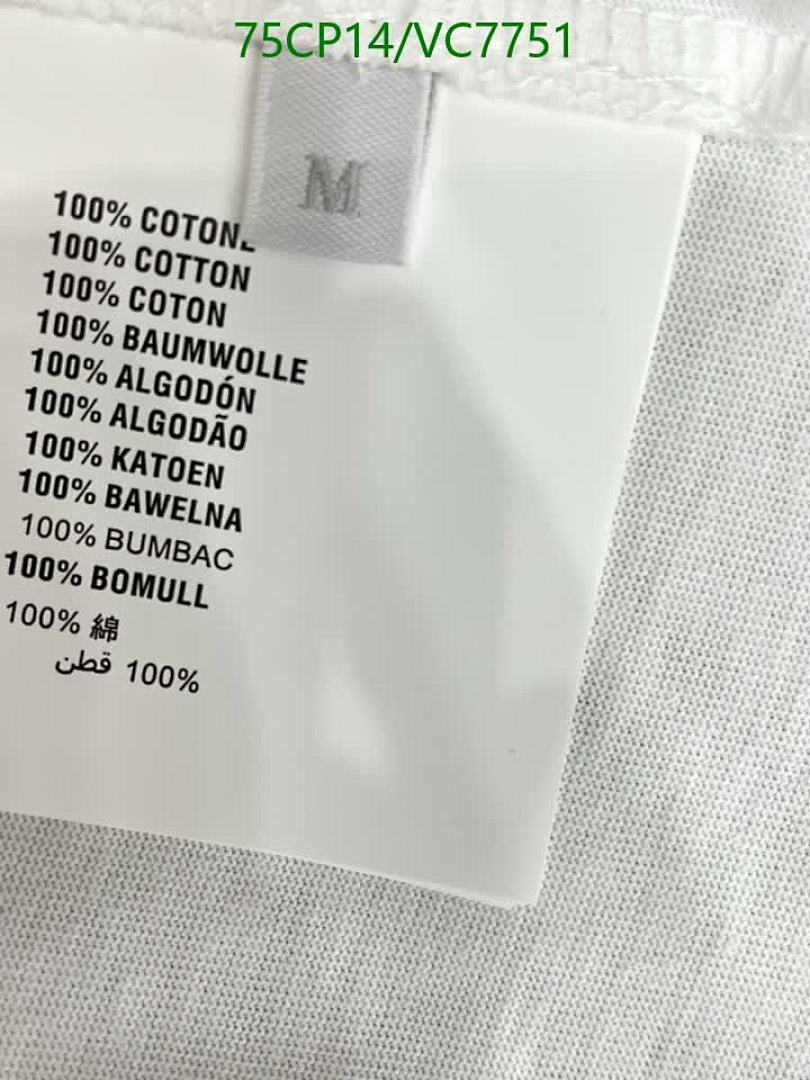 75CP14/VC7751
M
100% COTONE
100% COTTON
100% COTON
100% BAUMWOLLE
100% ALGODÓN
100% ALGODÃO
100% KATOEN
100% BAWELNA
100% BUMBAC
100% BOMULL
100% 綿
100% قطن